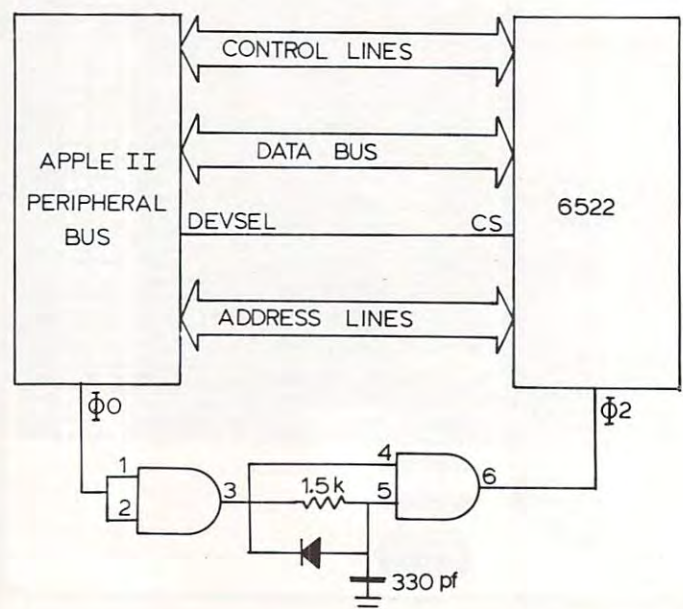 CONTROL LINES
DATA BUS
APPLE II
PERIPHERAL
BUS
DEVSEL
CS
6522
ADDRESS LINES
Φ0
Φ2
1
2
3
1.5k
4
5
6
330 pf